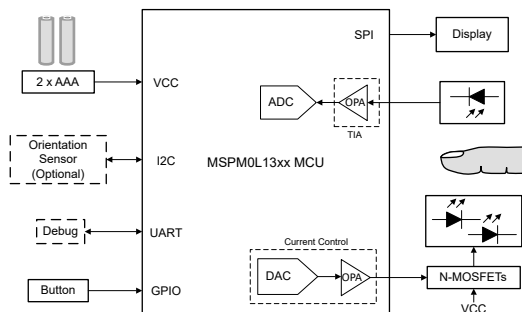 SPI
Display
2 x AAA
VCC
ADC
OPA
TIA
Orientation
Sensor
(Optional)
I2C
MSPM0L13xx MCU
Debug
UART
Current Control
DAC
OPA
N-MOSFETs
Button
GPIO
VCC